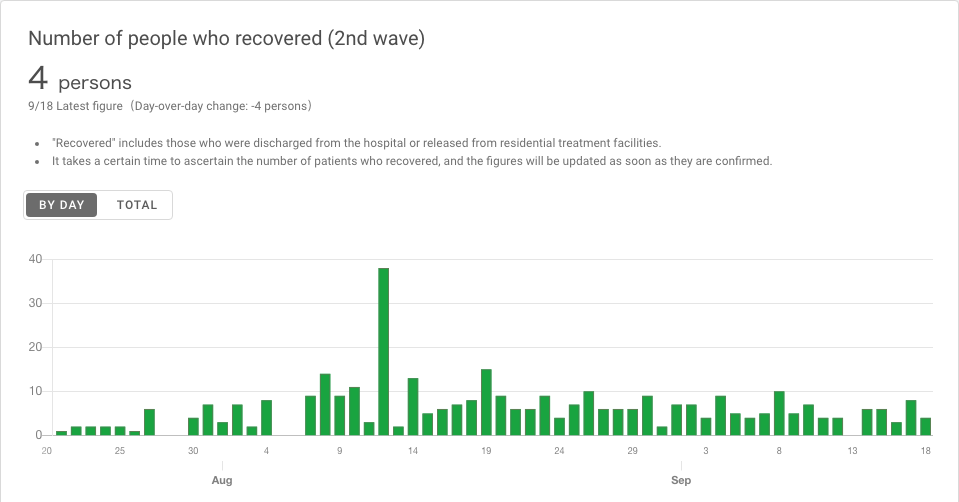 Number of people who recovered (2nd wave)
4 persons
9/18 Latest figure (Day-over-day change: -4 persons)
"Recovered" includes those who were discharged from the hospital or released from residential treatment facilities.
It takes a certain time to ascertain the number of patients who recovered, and the figures will be updated as soon as they are confirmed.
BY DAY TOTAL
40
30
20
10
0
20 25 30 4 9 14 19 24 29 3 8 13 18
Aug Sep